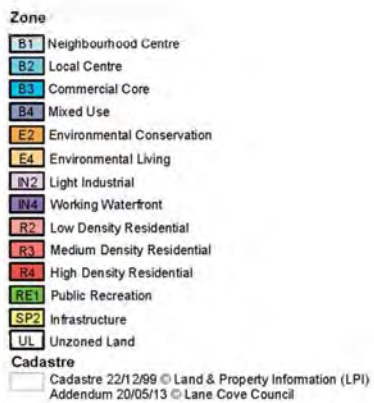 Zone
B1 Neighbourhood Centre
B2 Local Centre
B3 Commercial Core
B4 Mixed Use
E2 Environmental Conservation
E4 Environmental Living
IN2 Light Industrial
IN4 Working Waterfront
R2 Low Density Residential
R3 Medium Density Residential
R4 High Density Residential
RE1 Public Recreation
SP2 Infrastructure
UL Unzoned Land
Cadastre
Cadastre 22/12/99 © Land & Property Information (LPI)
Addendum 20/05/13 © Lane Cove Council